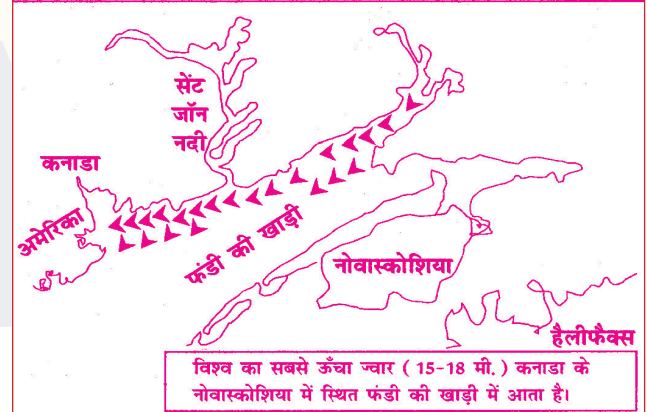 सेंट
जॉन
नदी
कनाडा
अमेरिका
फंडी की खाड़ी
नोवास्कोशिया
हैलीफैक्स
विश्व का सबसे ऊँचा ज्वार ( 15-18 मी. ) कनाडा के
नोवास्कोशिया में स्थित फंडी की खाड़ी में आता है।